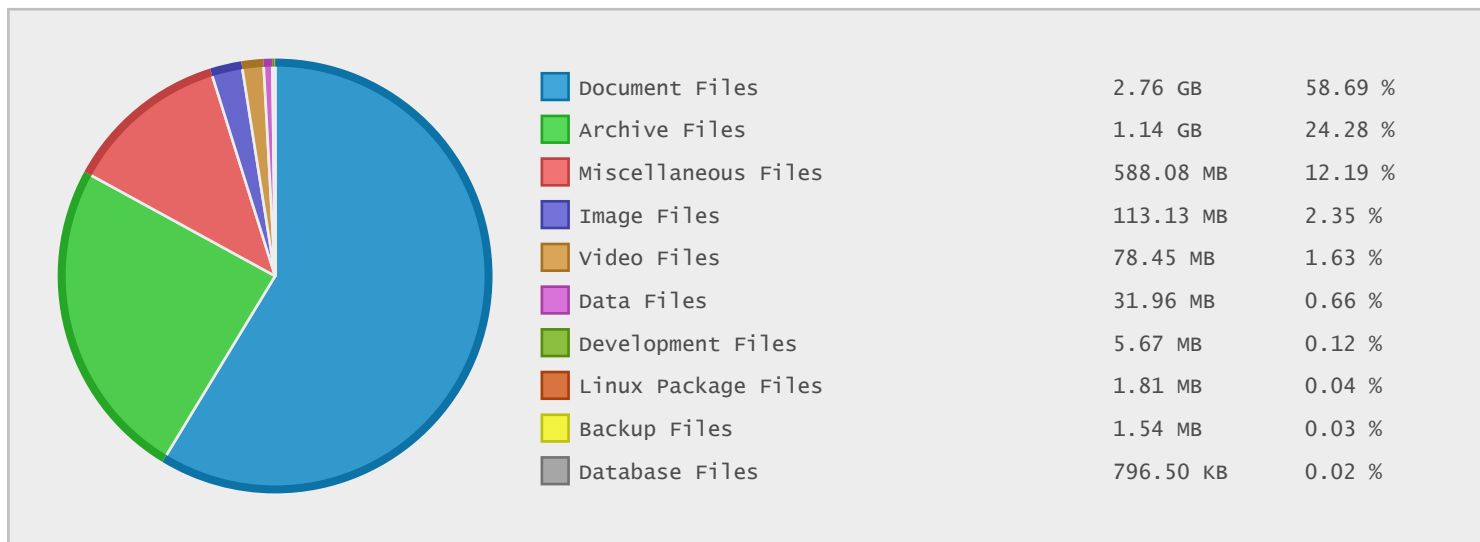 Document Files 2.76 GB 58.69 %
Archive Files 1.14 GB 24.28 %
Miscellaneous Files 588.08 MB 12.19 %
Image Files 113.13 MB 2.35 %
Video Files 78.45 MB 1.63 %
Data Files 31.96 MB 0.66 %
Development Files 5.67 MB 0.12 %
Linux Package Files 1.81 MB 0.04 %
Backup Files 1.54 MB 0.03 %
Database Files 796.50 KB 0.02 %